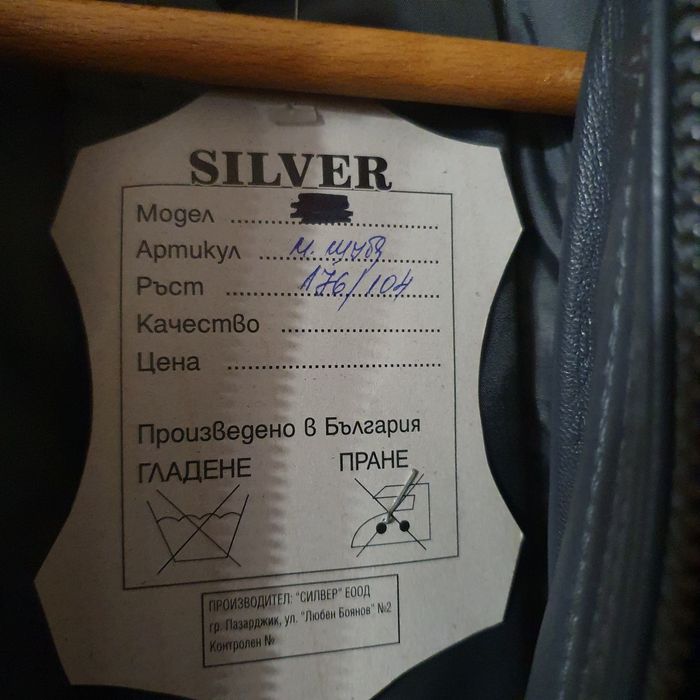 SILVER
Модел ....................
Артикул м. шуба
Ръст 176/104
Качество ....................
Цена ....................
Произведено в България
ГЛАДЕНЕ ПРАНЕ
ПРОИЗВОДИТЕЛ: "СИЛВЕР" ЕООД
гр. Пазарджик, ул. "Любен Боянов" №2
Контролен №